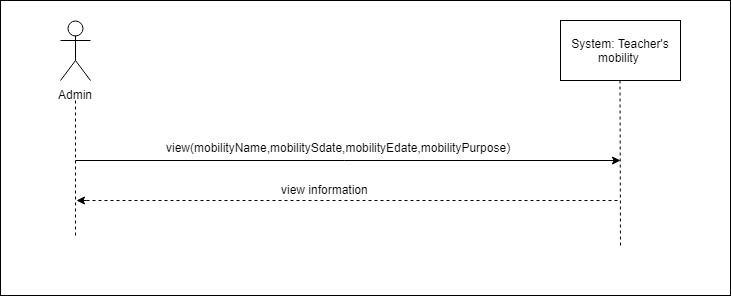 System: Teacher's
mobility
Admin
view(mobilityName,mobilitySdate,mobilityEdate,mobilityPurpose)
view information